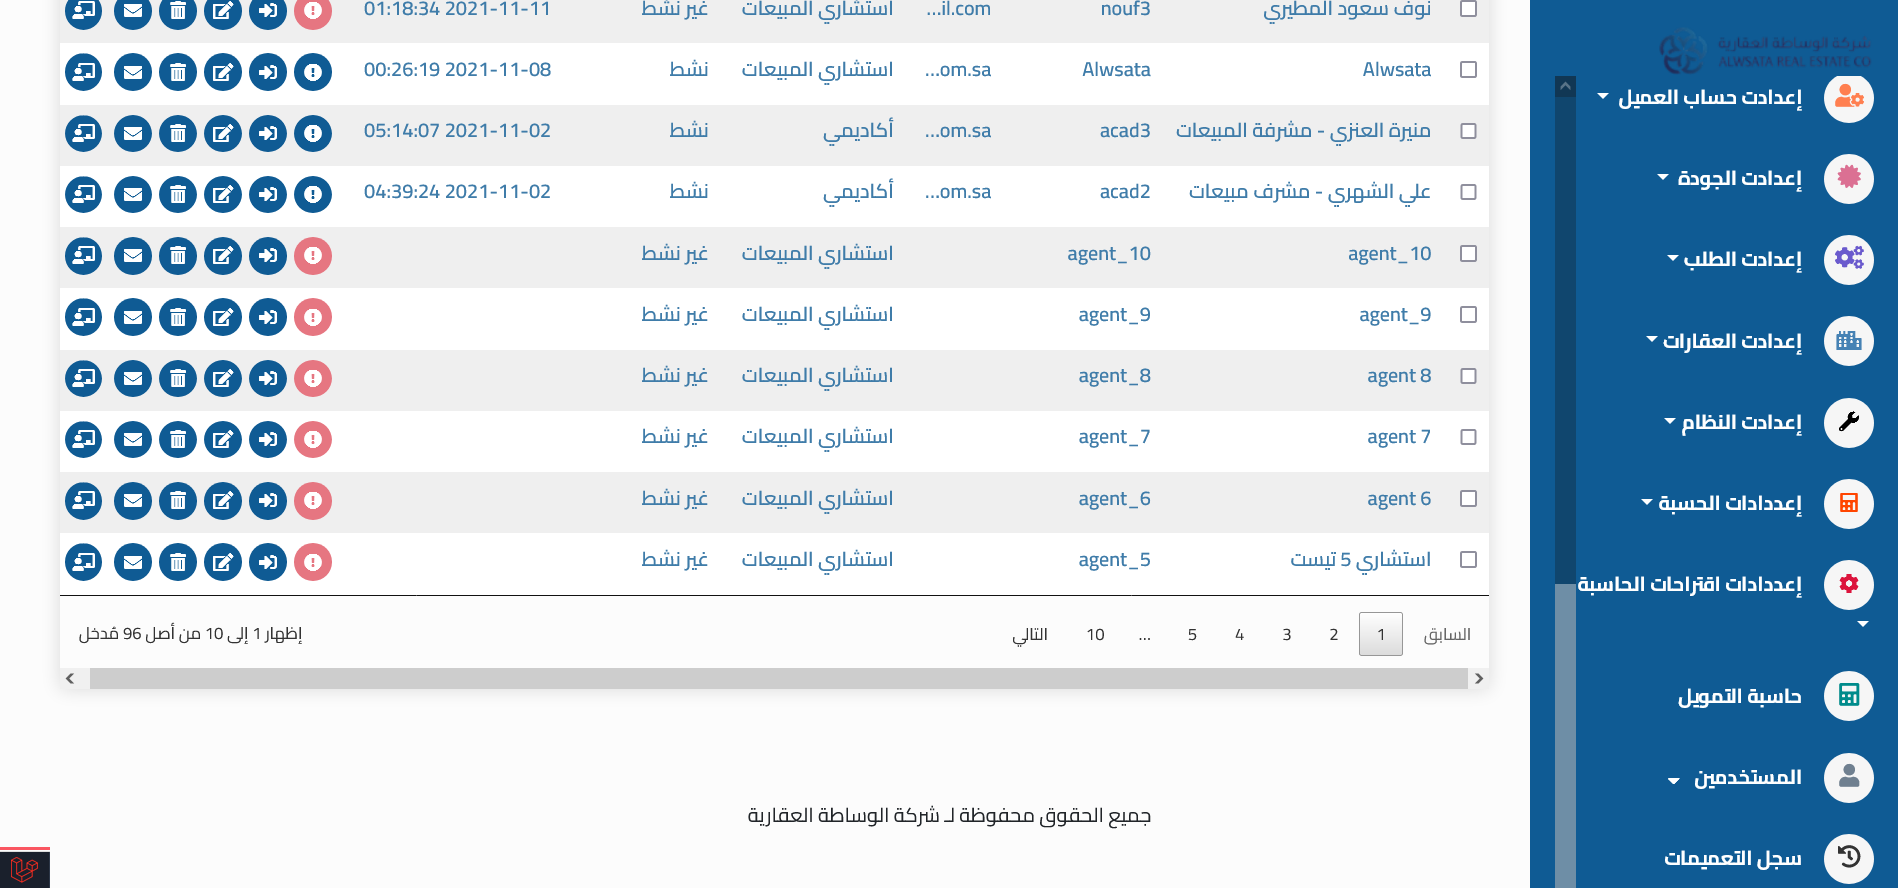 شركة الوساطة العقارية
ALWSATA REAL ESTATE CO
إعدادت حساب العميل
إعدادت الجودة
إعدادت الطلب
إعدادت العقارات
إعدادت النظام
إعددادات الحسبة
إعددادات اقتراحات الحاسبة
حاسبة التمويل
المستخدمين
سجل التعميمات
نوف سعود المطيري nouf3 ...il.com استشاري المبيعات غير نشط 2021-11-11 01:18:34
Alwsata Alwsata ...om.sa استشاري المبيعات نشط 2021-11-08 00:26:19
منيرة العنزي - مشرفة المبيعات acad3 ...om.sa أكاديمي نشط 2021-11-02 05:14:07
علي الشهري - مشرف مبيعات acad2 ...om.sa أكاديمي نشط 2021-11-02 04:39:24
agent_10 agent_10 استشاري المبيعات غير نشط
agent_9 agent_9 استشاري المبيعات غير نشط
agent 8 agent_8 استشاري المبيعات غير نشط
agent 7 agent_7 استشاري المبيعات غير نشط
agent 6 agent_6 استشاري المبيعات غير نشط
استشاري 5 تيست agent_5 استشاري المبيعات غير نشط
السابق 1 2 3 4 5 ... 10 التالي
إظهار 1 إلى 10 من أصل 96 مُدخل
جميع الحقوق محفوظة لـ شركة الوساطة العقارية